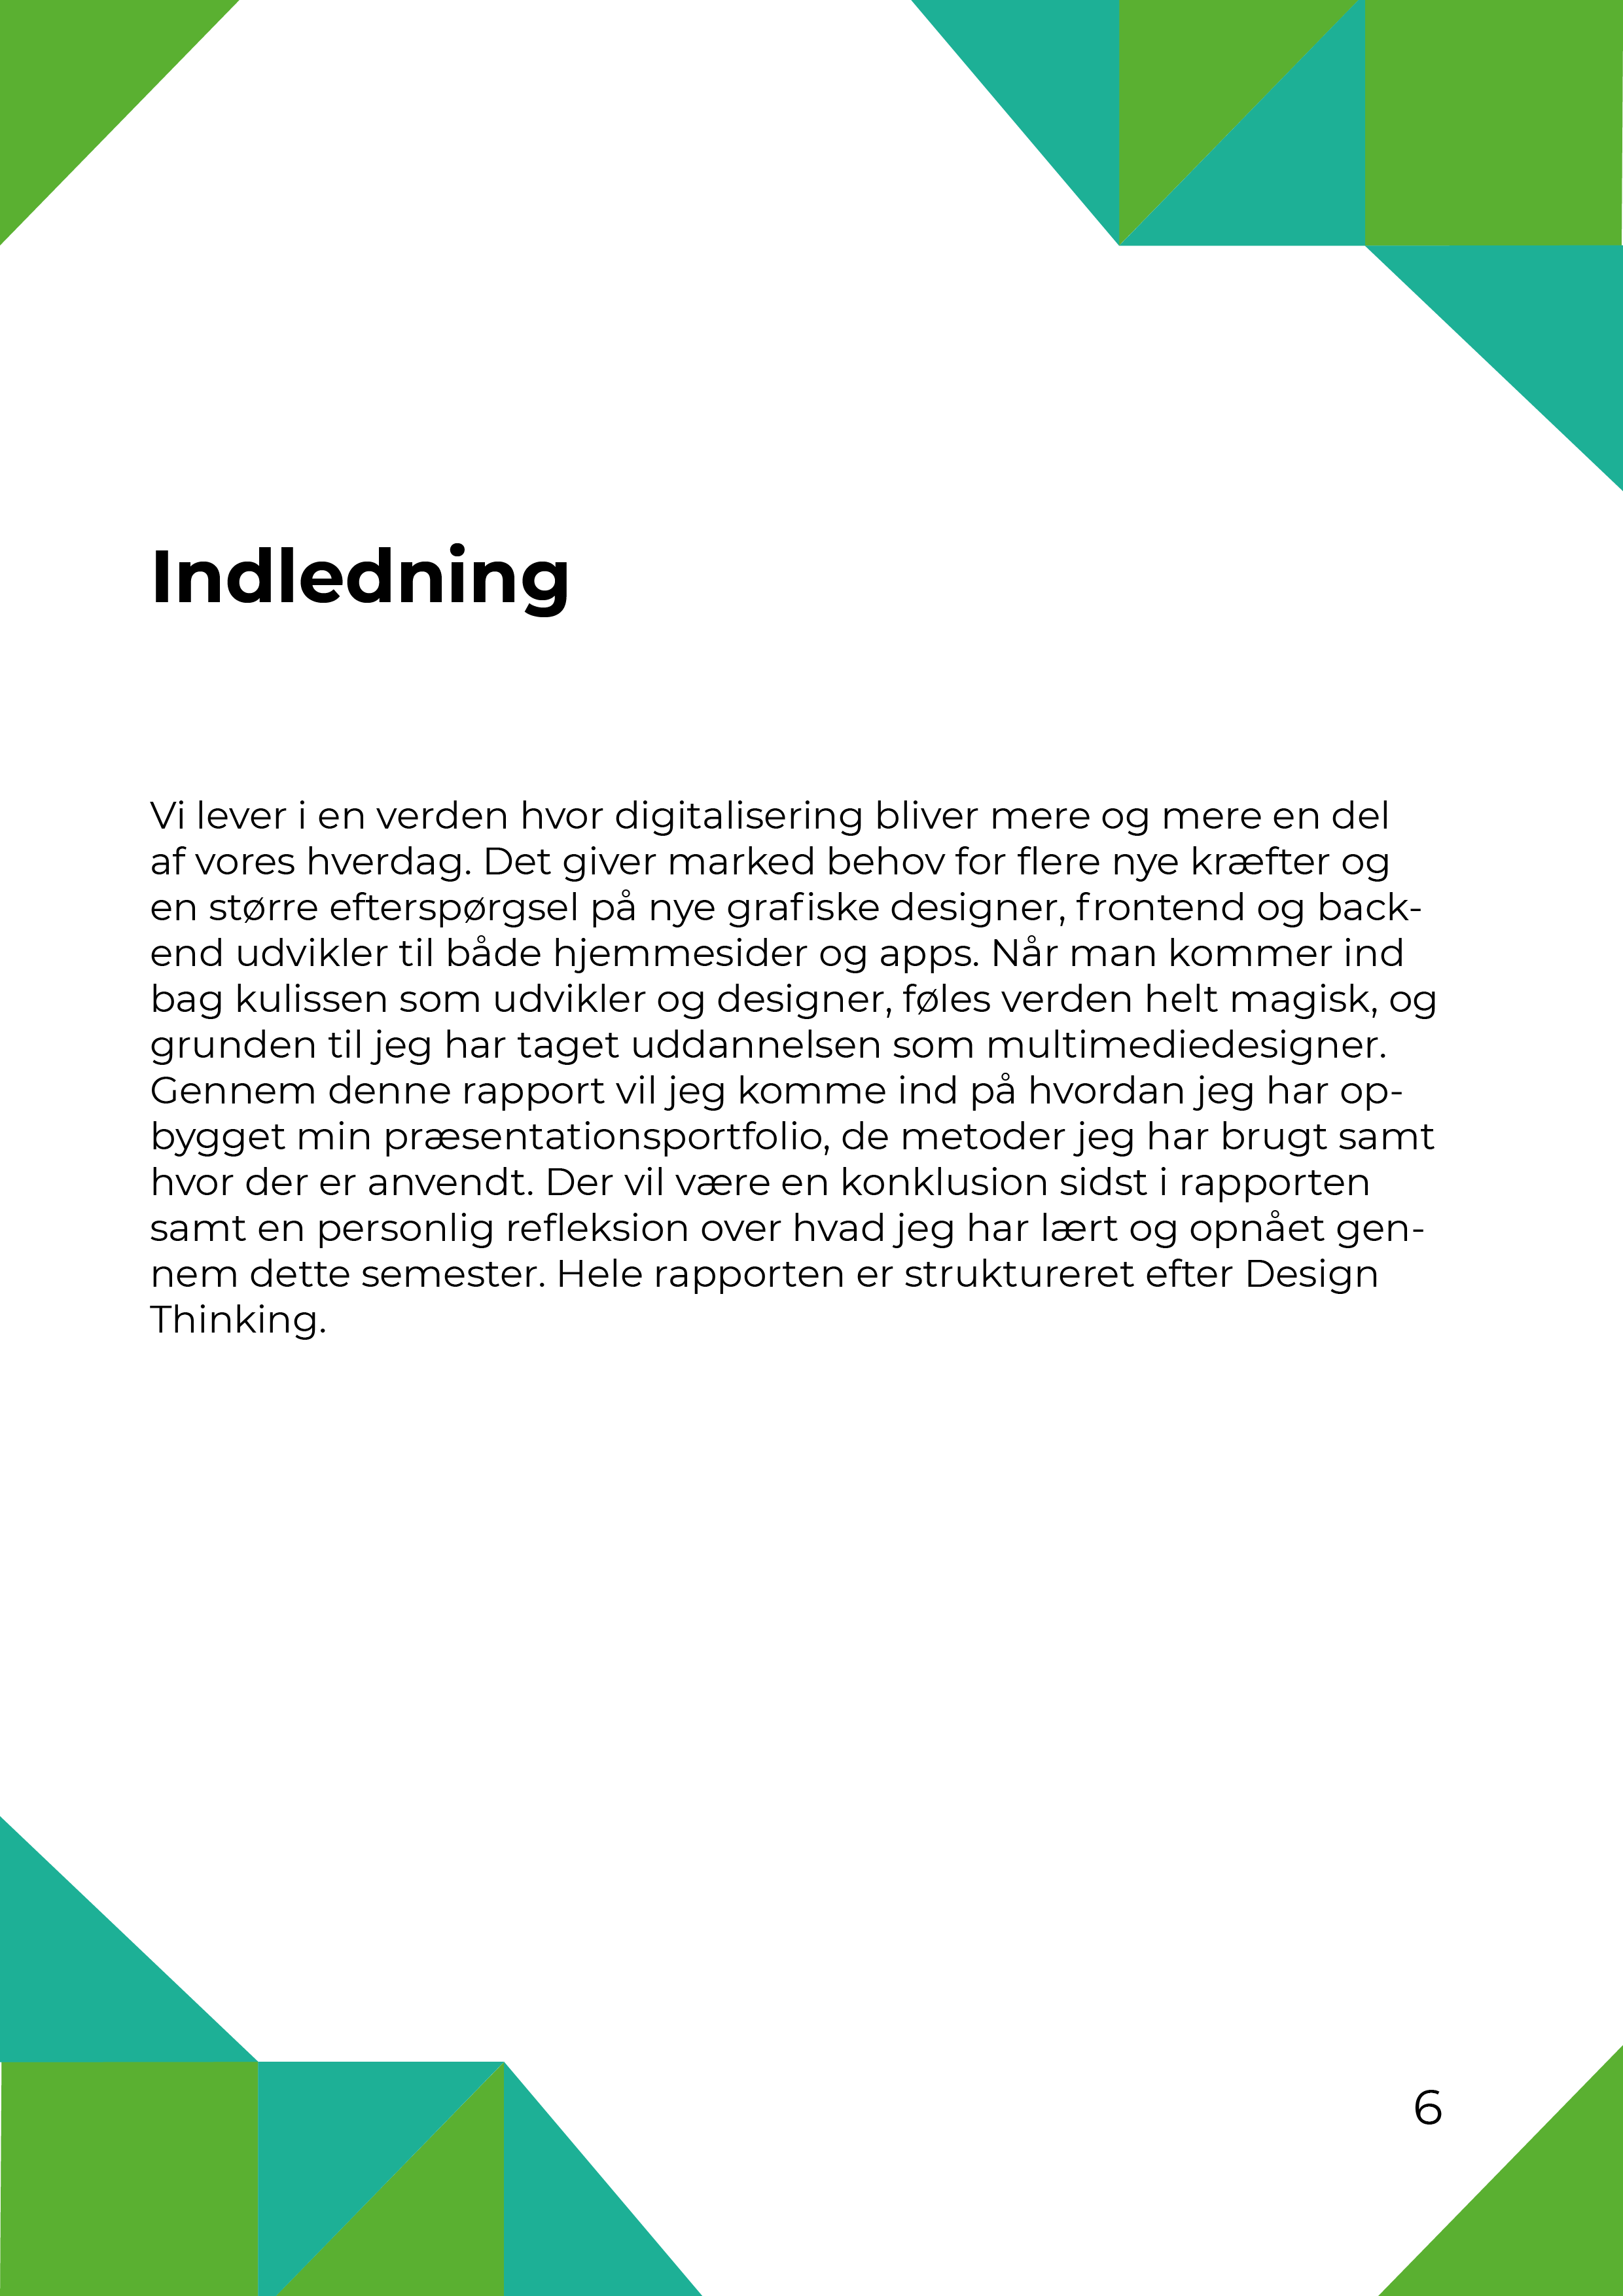 Indledning
Vi lever i en verden hvor digitalisering bliver mere og mere en del
af vores hverdag. Det giver marked behov for flere nye kræfter og
en større efterspørgsel på nye grafiske designer, frontend og back-
end udvikler til både hjemmesider og apps. Når man kommer ind
bag kulissen som udvikler og designer, føles verden helt magisk, og
grunden til jeg har taget uddannelsen som multimediedesigner.
Gennem denne rapport vil jeg komme ind på hvordan jeg har op-
bygget min præsentationsportfolio, de metoder jeg har brugt samt
hvor der er anvendt. Der vil være en konklusion sidst i rapporten
samt en personlig refleksion over hvad jeg har lært og opnået gen-
nem dette semester. Hele rapporten er struktureret efter Design
Thinking.
6